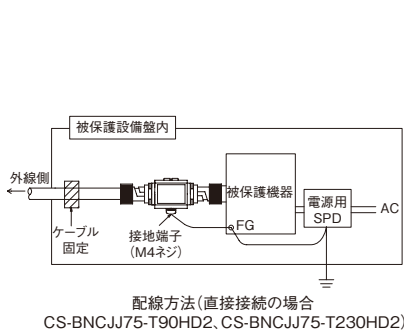 被保護設備盤内
外線側
被保護機器
電源用
SPD
AC
FG
ケーブル
固定
接地端子
(M4ネジ)
配線方法(直接接続の場合
CS-BNCJJ75-T90HD2、CS-BNCJJ75-T230HD2)